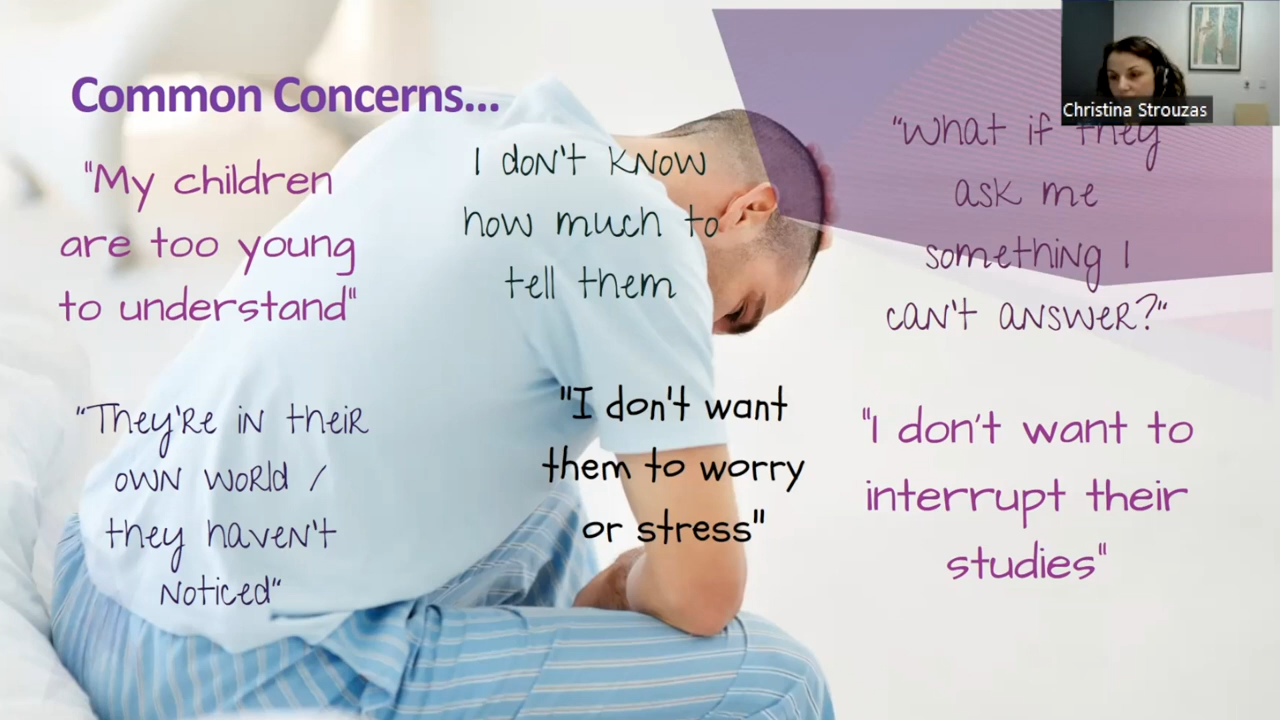 Common Concerns...
"My children
are too young
to understand"
I don't know
how much to
tell them
"What if they
ask me
something I
can't answer?"
"They're in their
own world /
they haven't
noticed"
"I don't want
them to worry
or stress"
"I don't want to
interrupt their
studies"
Christina Strouzas